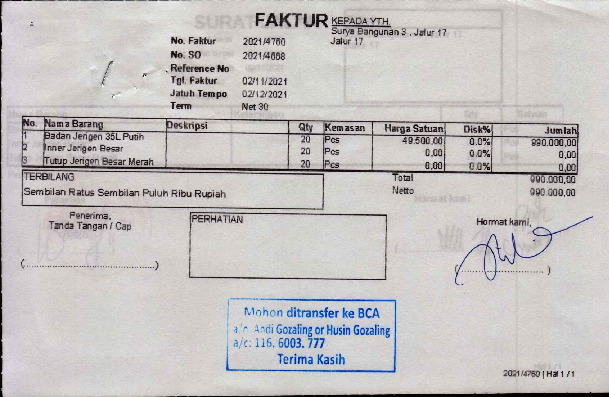 FAKTUR
KEPADA YTH.
Surya Bangunan 3 , Jalur 17
Jalur 17
No. Faktur 2021/4760
No. SO 2021/4668
Reference No
Tgl. Faktur 02/11/2021
Jatuh Tempo 02/12/2021
Term Net 30
No. Nama Barang Deskripsi Qty Kemasan Harga Satuan Disk% Jumlah
1 Badan Jerigen 35L Putih 20 Pcs 49.500,00 0.0% 990.000,00
2 Inner Jerigen Besar 20 Pcs 0,00 0.0% 0,00
3 Tutup Jerigen Besar Merah 20 Pcs 0,00 0.0% 0,00
TERBILANG
Sembilan Ratus Sembilan Puluh Ribu Rupiah
Total 990.000,00
Netto 990.000,00
Penerima,
Tanda Tangan / Cap
(..............................)
PERHATIAN
Hormat kami,
(..............................)
Mohon ditransfer ke BCA
a/n. Andi Gozaling or Husin Gozaling
a/c: 116. 6003. 777
Terima Kasih
2021/4760 | Hal 1 / 1